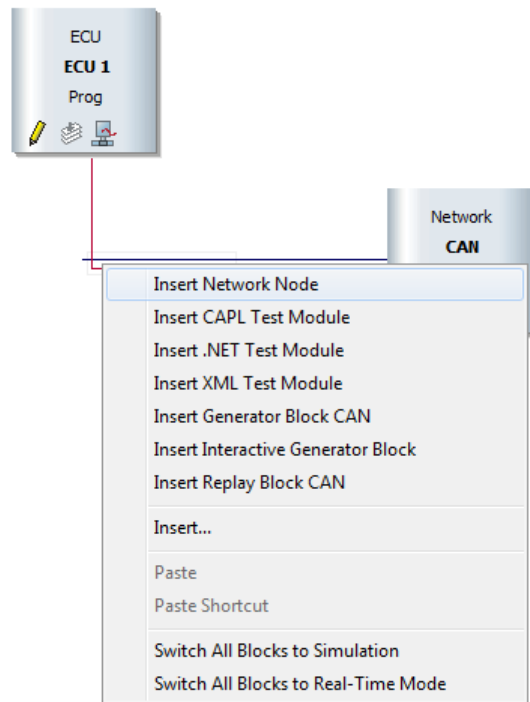 ECU
ECU 1
Prog
Network
CAN
Insert Network Node
Insert CAPL Test Module
Insert .NET Test Module
Insert XML Test Module
Insert Generator Block CAN
Insert Interactive Generator Block
Insert Replay Block CAN
Insert...
Paste
Paste Shortcut
Switch All Blocks to Simulation
Switch All Blocks to Real-Time Mode